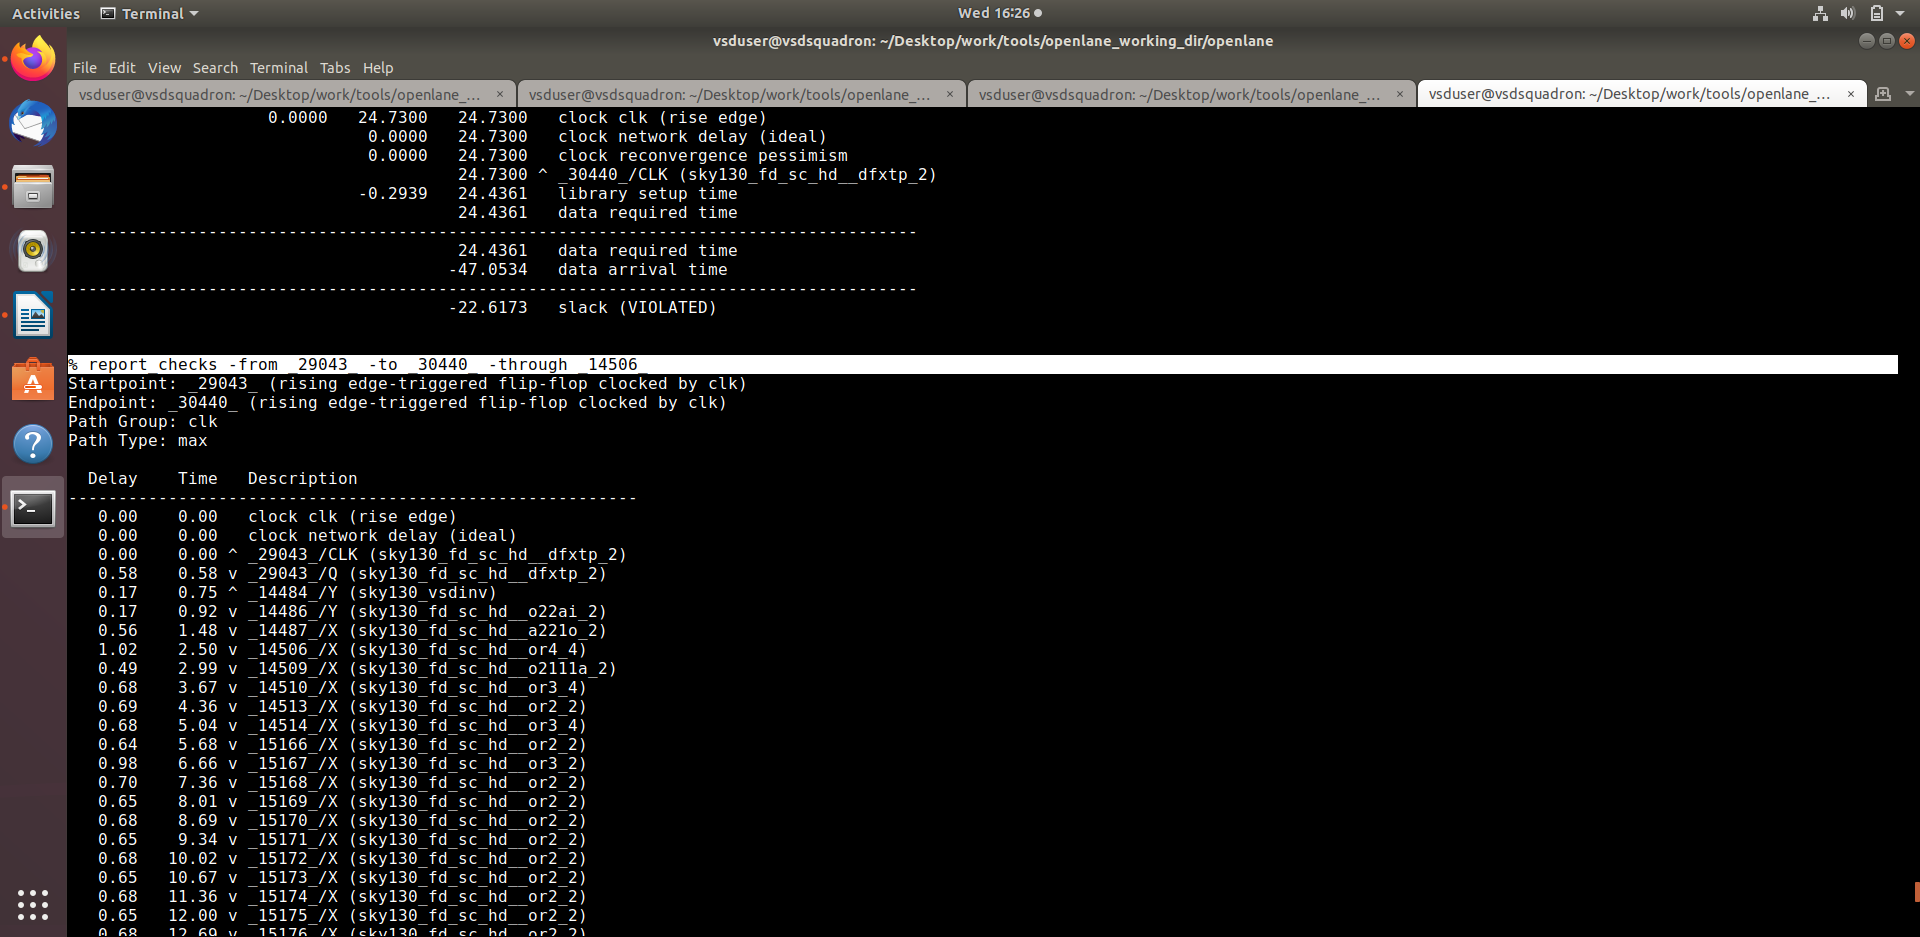 Activities Terminal Wed 16:26
vsduser@vsdsquadron: ~/Desktop/work/tools/openlane_working_dir/openlane
File Edit View Search Terminal Tabs Help
vsduser@vsdsquadron: ~/Desktop/work/tools/openlane_... × vsduser@vsdsquadron: ~/Desktop/work/tools/openlane_... × vsduser@vsdsquadron: ~/Desktop/work/tools/openlane_... × vsduser@vsdsquadron: ~/Desktop/work/tools/openlane_... ×
0.0000 24.7300 24.7300 clock clk (rise edge)
0.0000 24.7300 clock network delay (ideal)
0.0000 24.7300 clock reconvergence pessimism
24.7300 ^ _30440_/CLK (sky130_fd_sc_hd__dfxtp_2)
-0.2939 24.4361 library setup time
24.4361 data required time
-------------------------------------------------------------------------------------
24.4361 data required time
-47.0534 data arrival time
-------------------------------------------------------------------------------------
-22.6173 slack (VIOLATED)
% report_checks -from _29043_ -to _30440_ -through _14506_
Startpoint: _29043_ (rising edge-triggered flip-flop clocked by clk)
Endpoint: _30440_ (rising edge-triggered flip-flop clocked by clk)
Path Group: clk
Path Type: max
Delay Time Description
---------------------------------------------------------
0.00 0.00 clock clk (rise edge)
0.00 0.00 clock network delay (ideal)
0.00 0.00 ^ _29043_/CLK (sky130_fd_sc_hd__dfxtp_2)
0.58 0.58 v _29043_/Q (sky130_fd_sc_hd__dfxtp_2)
0.17 0.75 ^ _14484_/Y (sky130_vsdinv)
0.17 0.92 v _14486_/Y (sky130_fd_sc_hd__o22ai_2)
0.56 1.48 v _14487_/X (sky130_fd_sc_hd__a221o_2)
1.02 2.50 v _14506_/X (sky130_fd_sc_hd__or4_4)
0.49 2.99 v _14509_/X (sky130_fd_sc_hd__o2111a_2)
0.68 3.67 v _14510_/X (sky130_fd_sc_hd__or3_4)
0.69 4.36 v _14513_/X (sky130_fd_sc_hd__or2_2)
0.68 5.04 v _14514_/X (sky130_fd_sc_hd__or3_4)
0.64 5.68 v _15166_/X (sky130_fd_sc_hd__or2_2)
0.98 6.66 v _15167_/X (sky130_fd_sc_hd__or3_2)
0.70 7.36 v _15168_/X (sky130_fd_sc_hd__or2_2)
0.65 8.01 v _15169_/X (sky130_fd_sc_hd__or2_2)
0.68 8.69 v _15170_/X (sky130_fd_sc_hd__or2_2)
0.65 9.34 v _15171_/X (sky130_fd_sc_hd__or2_2)
0.68 10.02 v _15172_/X (sky130_fd_sc_hd__or2_2)
0.65 10.67 v _15173_/X (sky130_fd_sc_hd__or2_2)
0.68 11.36 v _15174_/X (sky130_fd_sc_hd__or2_2)
0.65 12.00 v _15175_/X (sky130_fd_sc_hd__or2_2)
0.68 12.69 v _15176_/X (sky130_fd_sc_hd__or2_2)